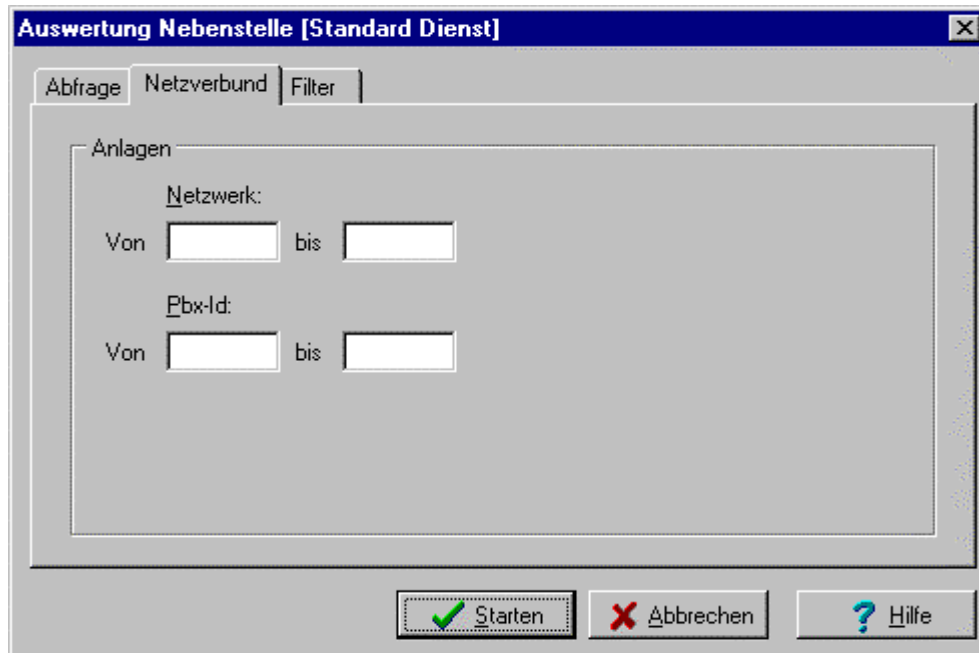 Auswertung Nebenstelle [Standard Dienst]
Abfrage Netzverbund Filter
Anlagen
Netzwerk:
Von bis
Pbx-Id:
Von bis
Starten Abbrechen ? Hilfe